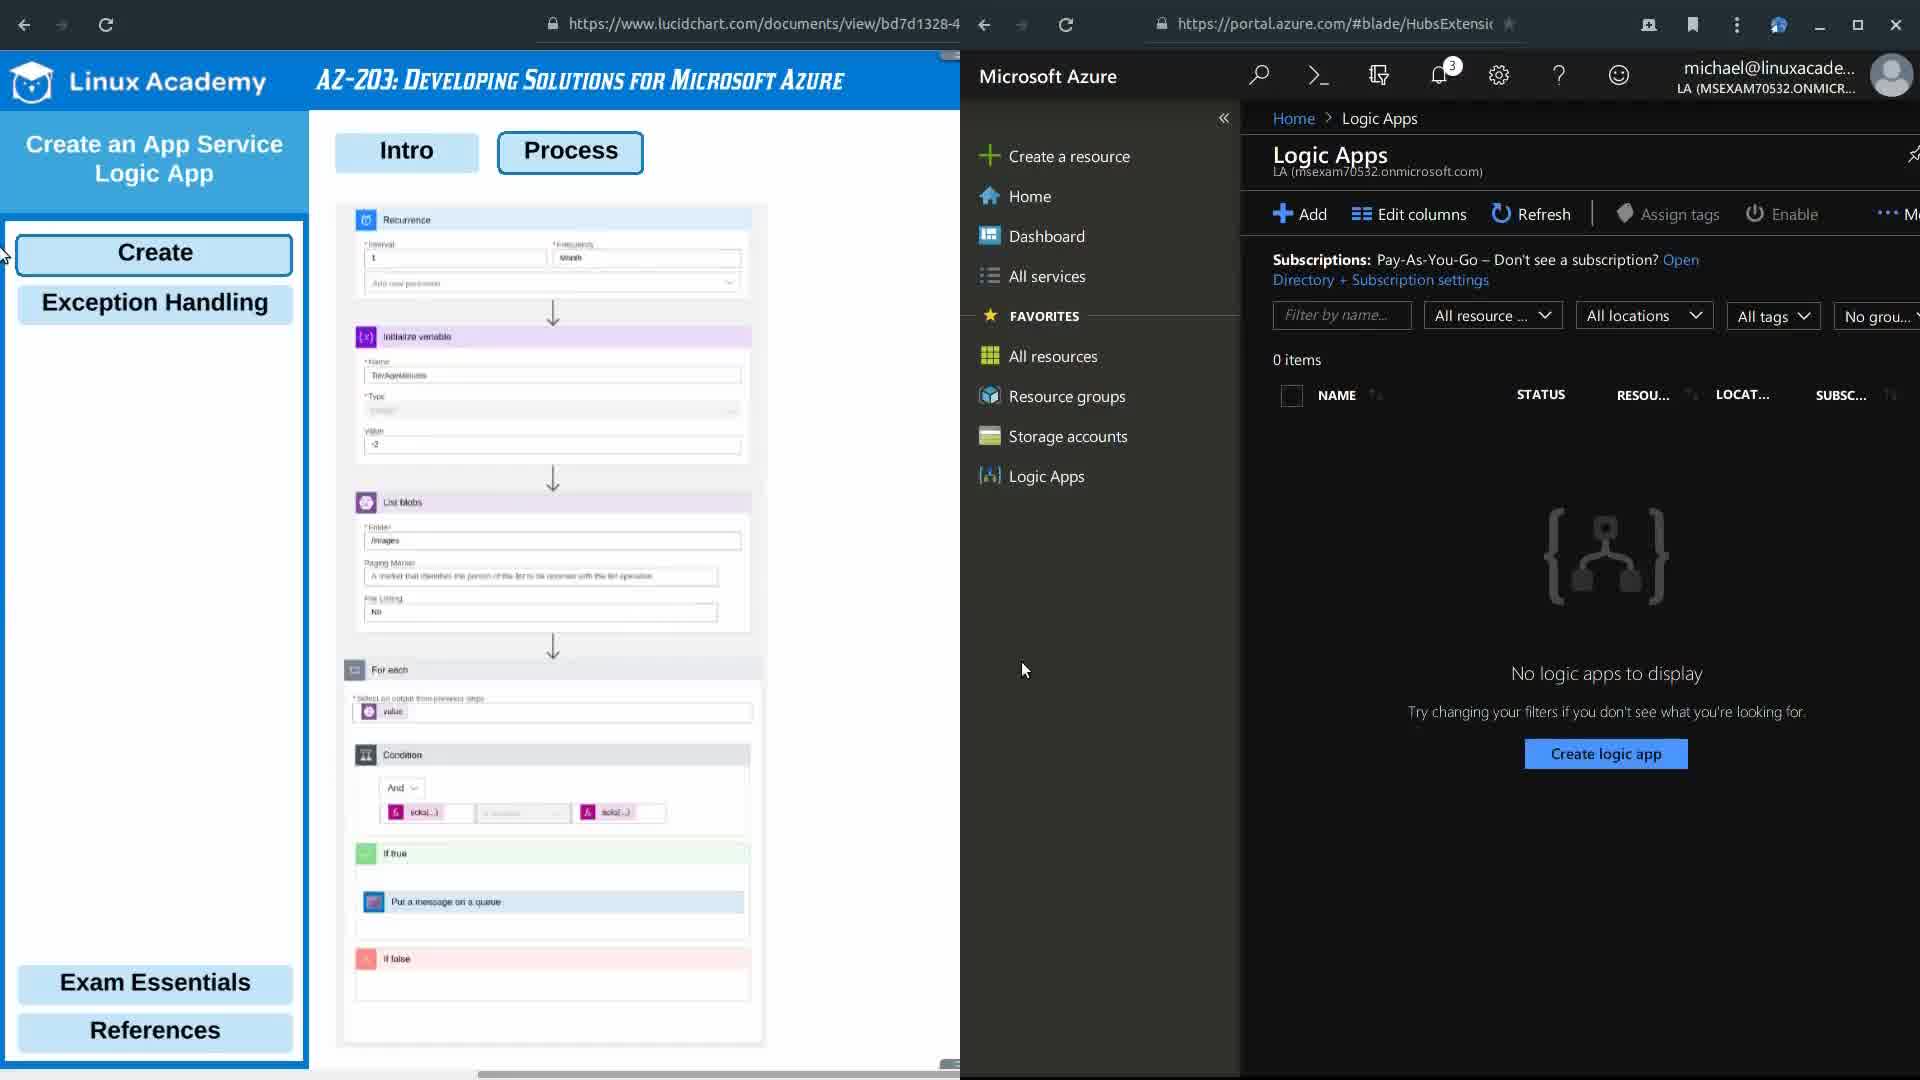 https://www.lucidchart.com/documents/view/bd7d1328-4
Linux Academy
AZ-203: Developing Solutions for Microsoft Azure
Create an App Service
Logic App
Create
Exception Handling
Exam Essentials
References
Intro
Process
Recurrence
* Interval
* Frequency
1
Month
Add new parameter
Initialize variable
* Name
* Type
Value
-2
List blobs
* Folder
/images
Paging Marker
A marker that identifies the portion of the list to be returned with the list operation
Flat Listing
No
For each
* Select an output from previous steps
value
Condition
And
ticks(...)
ticks(...)
If true
Put a message on a queue
If false
https://portal.azure.com/#blade/HubsExtensi
Microsoft Azure
3
michael@linuxacade...
LA (MSEXAM70532.ONMICR...
Create a resource
Home
Dashboard
All services
FAVORITES
All resources
Resource groups
Storage accounts
Logic Apps
Home > Logic Apps
Logic Apps
LA (msexam70532.onmicrosoft.com)
Add
Edit columns
Refresh
Assign tags
Enable
Subscriptions: Pay-As-You-Go – Don't see a subscription? Open
Directory + Subscription settings
Filter by name...
All resource ...
All locations
All tags
No grou...
0 items
NAME
STATUS
RESOU...
LOCAT...
SUBSC...
No logic apps to display
Try changing your filters if you don't see what you're looking for.
Create logic app